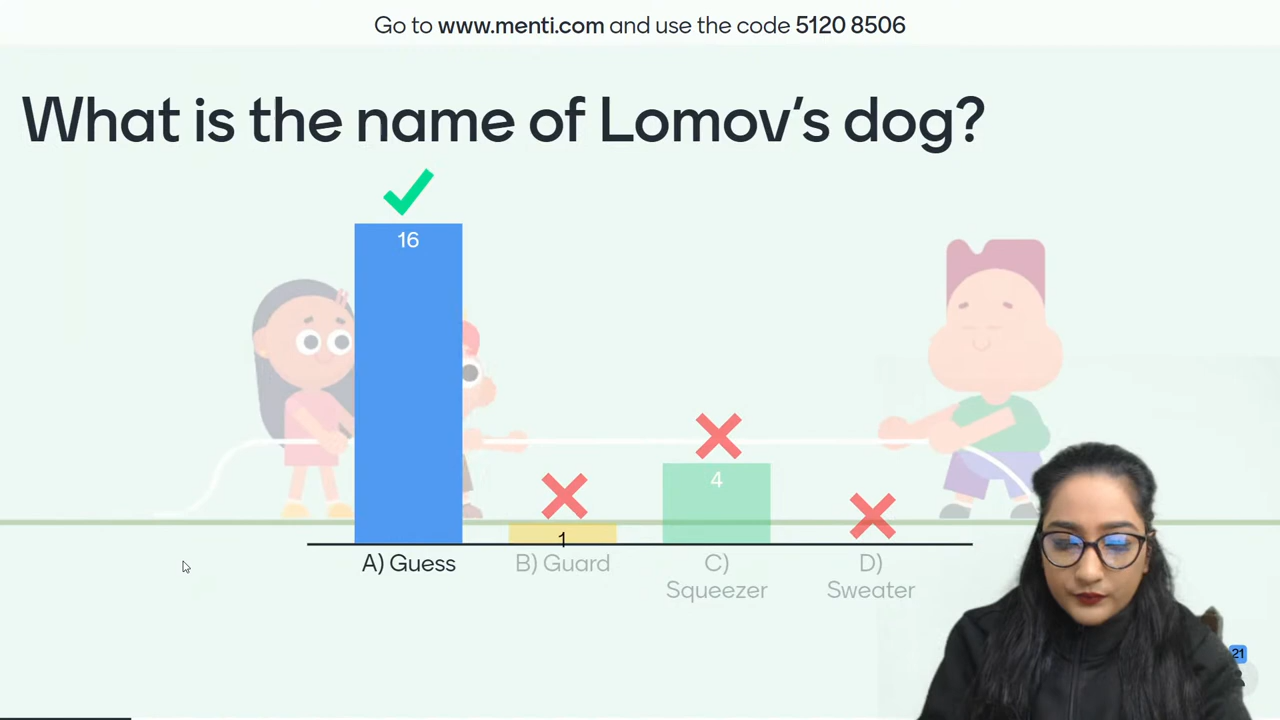 Go to www.menti.com and use the code 5120 8506
What is the name of Lomov's dog?
16
1
4
A) Guess
B) Guard
C)
Squeezer
D)
Sweater
21